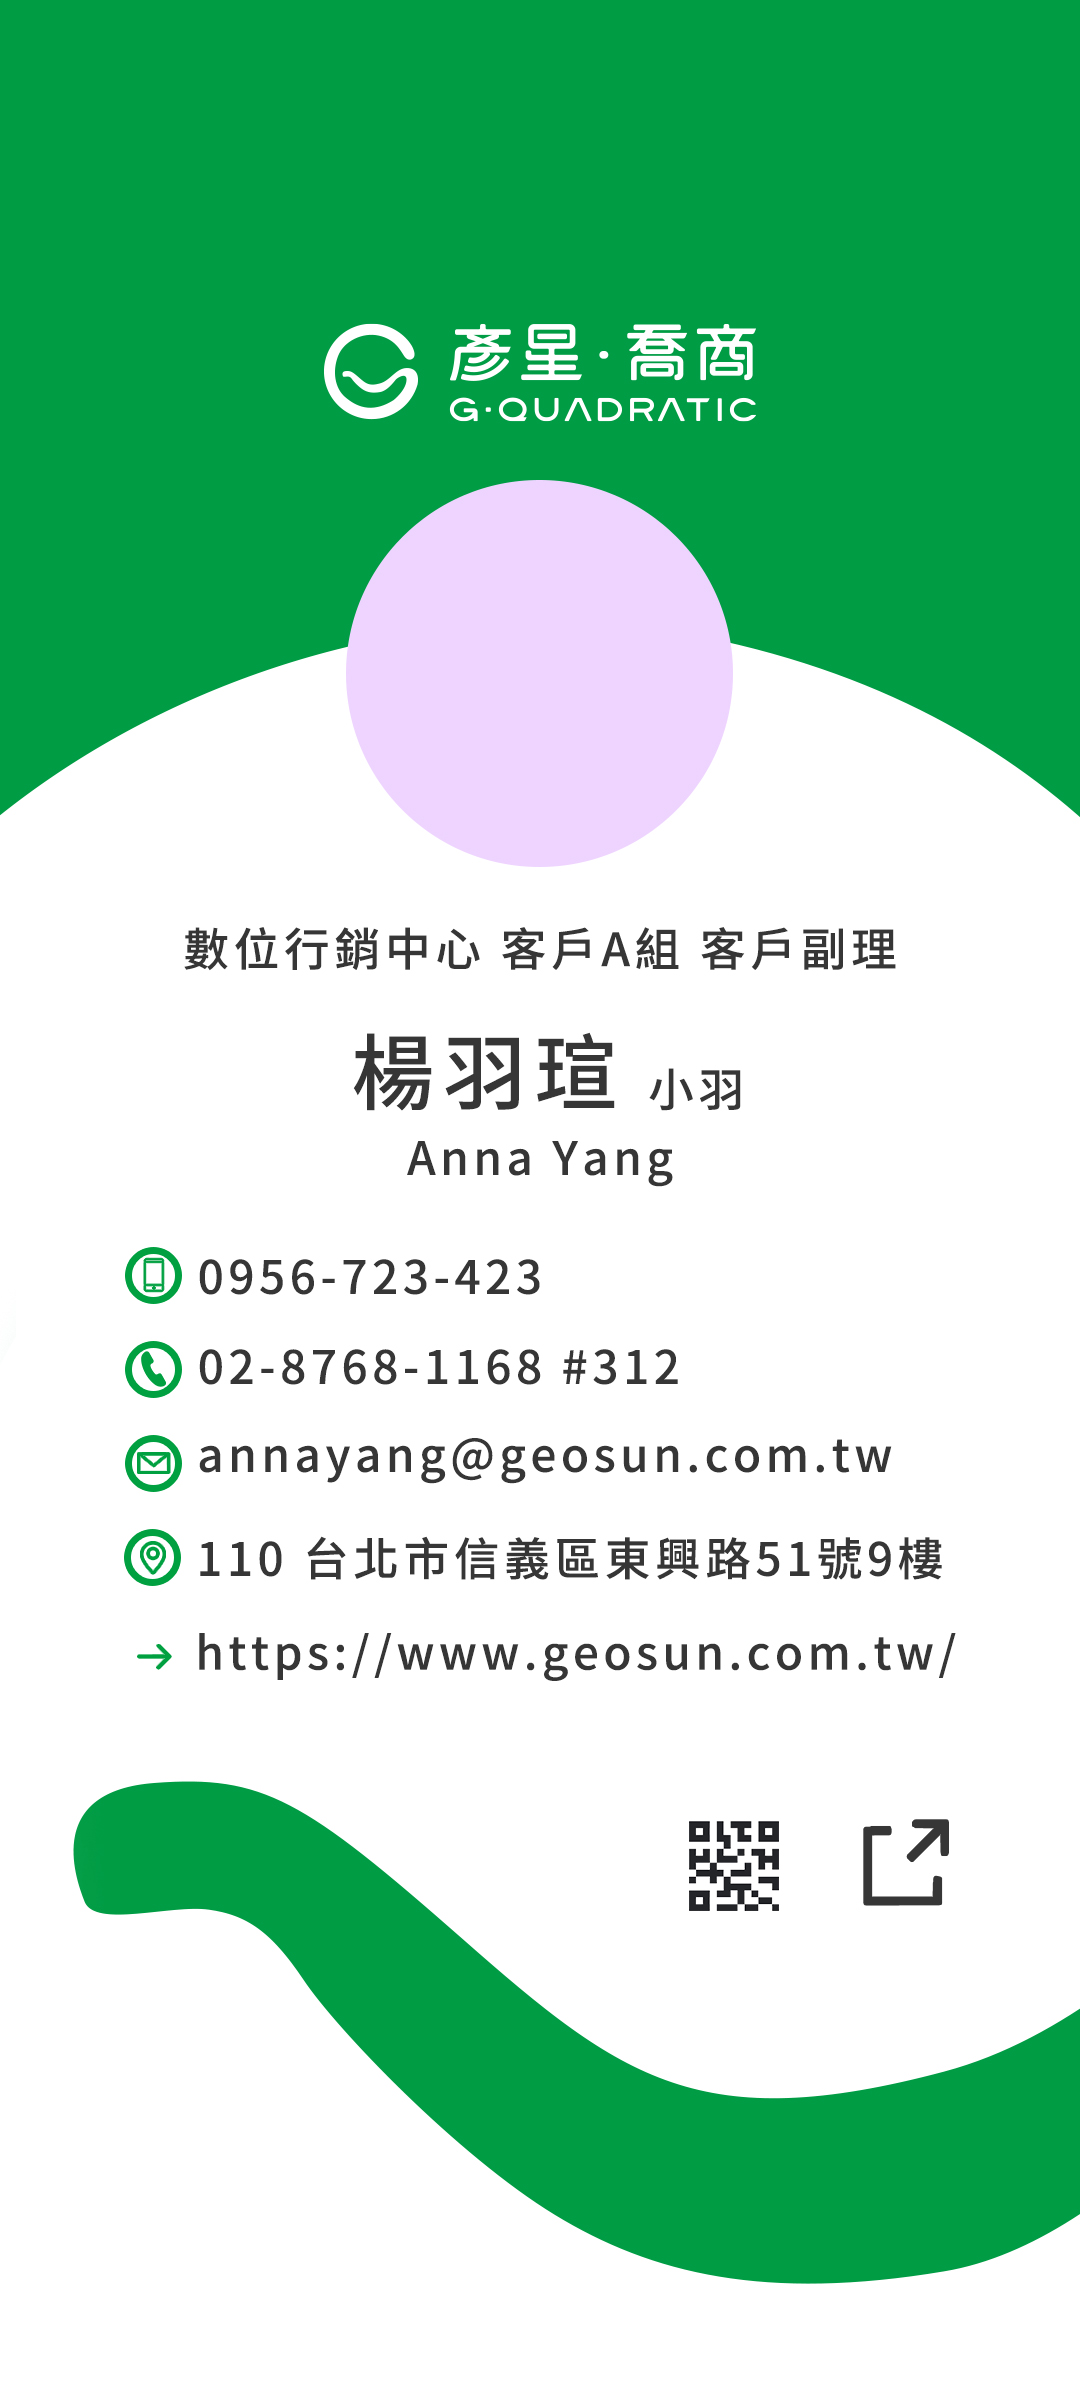 彥星·喬商
G·QUADRATIC
數位行銷中心 客戶A組 客戶副理
楊羽瑄 小羽
Anna Yang
0956-723-423
02-8768-1168 #312
annayang@geosun.com.tw
110 台北市信義區東興路51號9樓
https://www.geosun.com.tw/